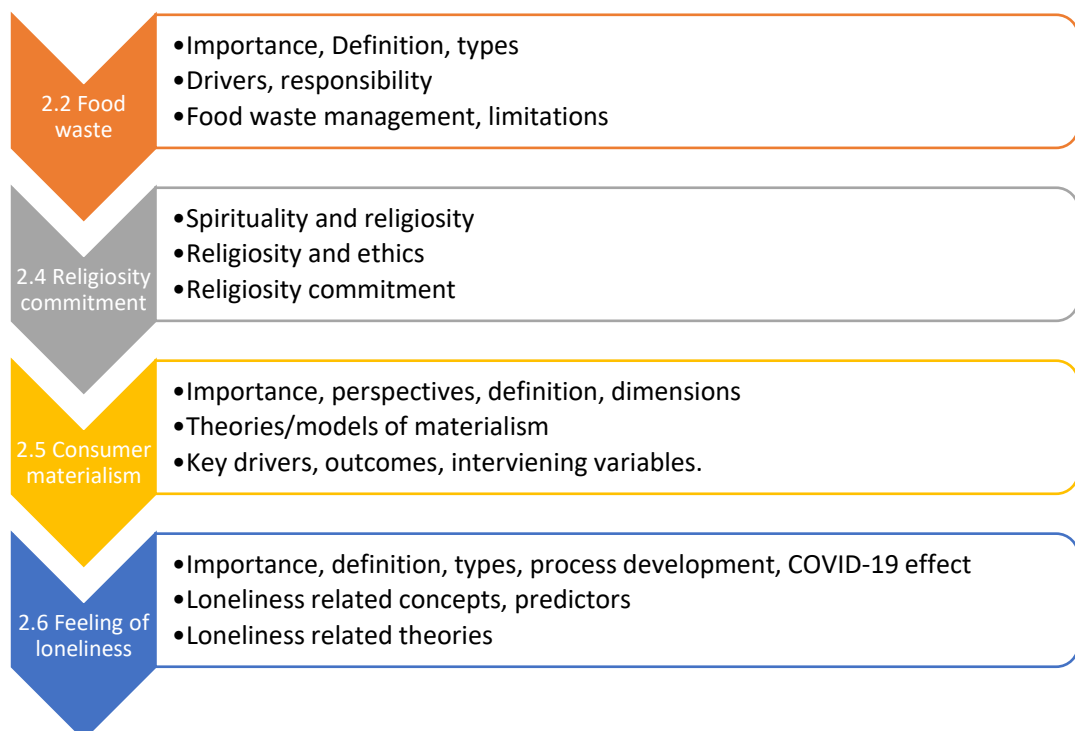 2.2 Food
waste
•Importance, Definition, types
•Drivers, responsibility
•Food waste management, limitations
2.4 Religiosity
commitment
•Spirituality and religiosity
•Religiosity and ethics
•Religiosity commitment
2.5 Consumer
materialism
•Importance, perspectives, definition, dimensions
•Theories/models of materialism
•Key drivers, outcomes, interviening variables.
2.6 Feeling of
loneliness
•Importance, definition, types, process development, COVID-19 effect
•Loneliness related concepts, predictors
•Loneliness related theories